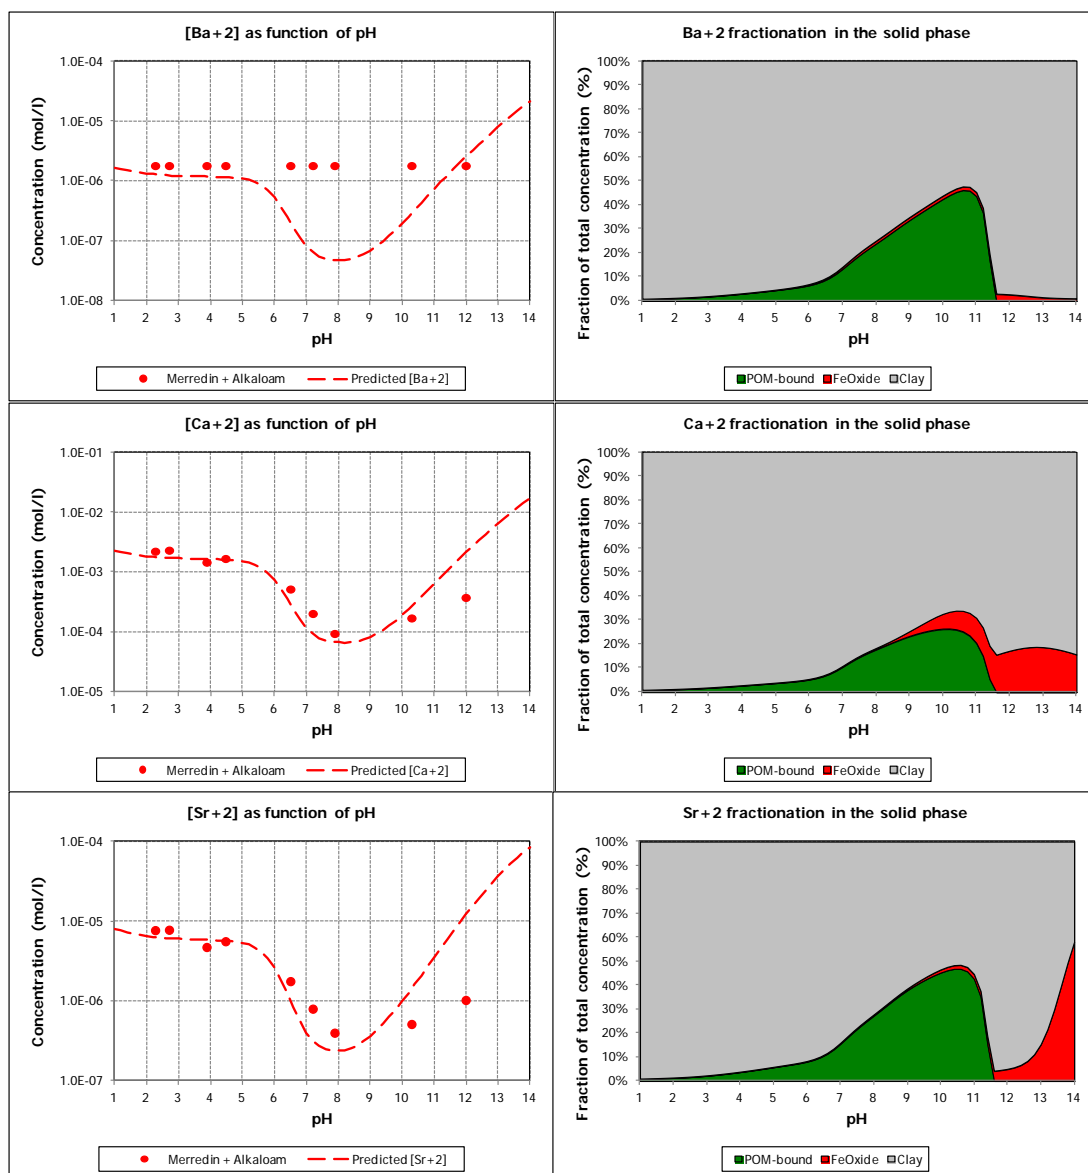 [Ba+2] as function of pH
Concentration (mol/l)
1.0E-04
1.0E-05
1.0E-06
1.0E-07
1.0E-08
1 2 3 4 5 6 7 8 9 10 11 12 13 14
pH
Merredin + Alkaloam Predicted [Ba+2]
Ba+2 fractionation in the solid phase
Fraction of total concentration (%)
100%
90%
80%
70%
60%
50%
40%
30%
20%
10%
0%
1 2 3 4 5 6 7 8 9 10 11 12 13 14
pH
POM-bound FeOxide Clay
[Ca+2] as function of pH
Concentration (mol/l)
1.0E-01
1.0E-02
1.0E-03
1.0E-04
1.0E-05
1 2 3 4 5 6 7 8 9 10 11 12 13 14
pH
Merredin + Alkaloam Predicted [Ca+2]
Ca+2 fractionation in the solid phase
Fraction of total concentration (%)
100%
90%
80%
70%
60%
50%
40%
30%
20%
10%
0%
1 2 3 4 5 6 7 8 9 10 11 12 13 14
pH
POM-bound FeOxide Clay
[Sr+2] as function of pH
Concentration (mol/l)
1.0E-04
1.0E-05
1.0E-06
1.0E-07
1 2 3 4 5 6 7 8 9 10 11 12 13 14
pH
Merredin + Alkaloam Predicted [Sr+2]
Sr+2 fractionation in the solid phase
Fraction of total concentration (%)
100%
90%
80%
70%
60%
50%
40%
30%
20%
10%
0%
1 2 3 4 5 6 7 8 9 10 11 12 13 14
pH
POM-bound FeOxide Clay